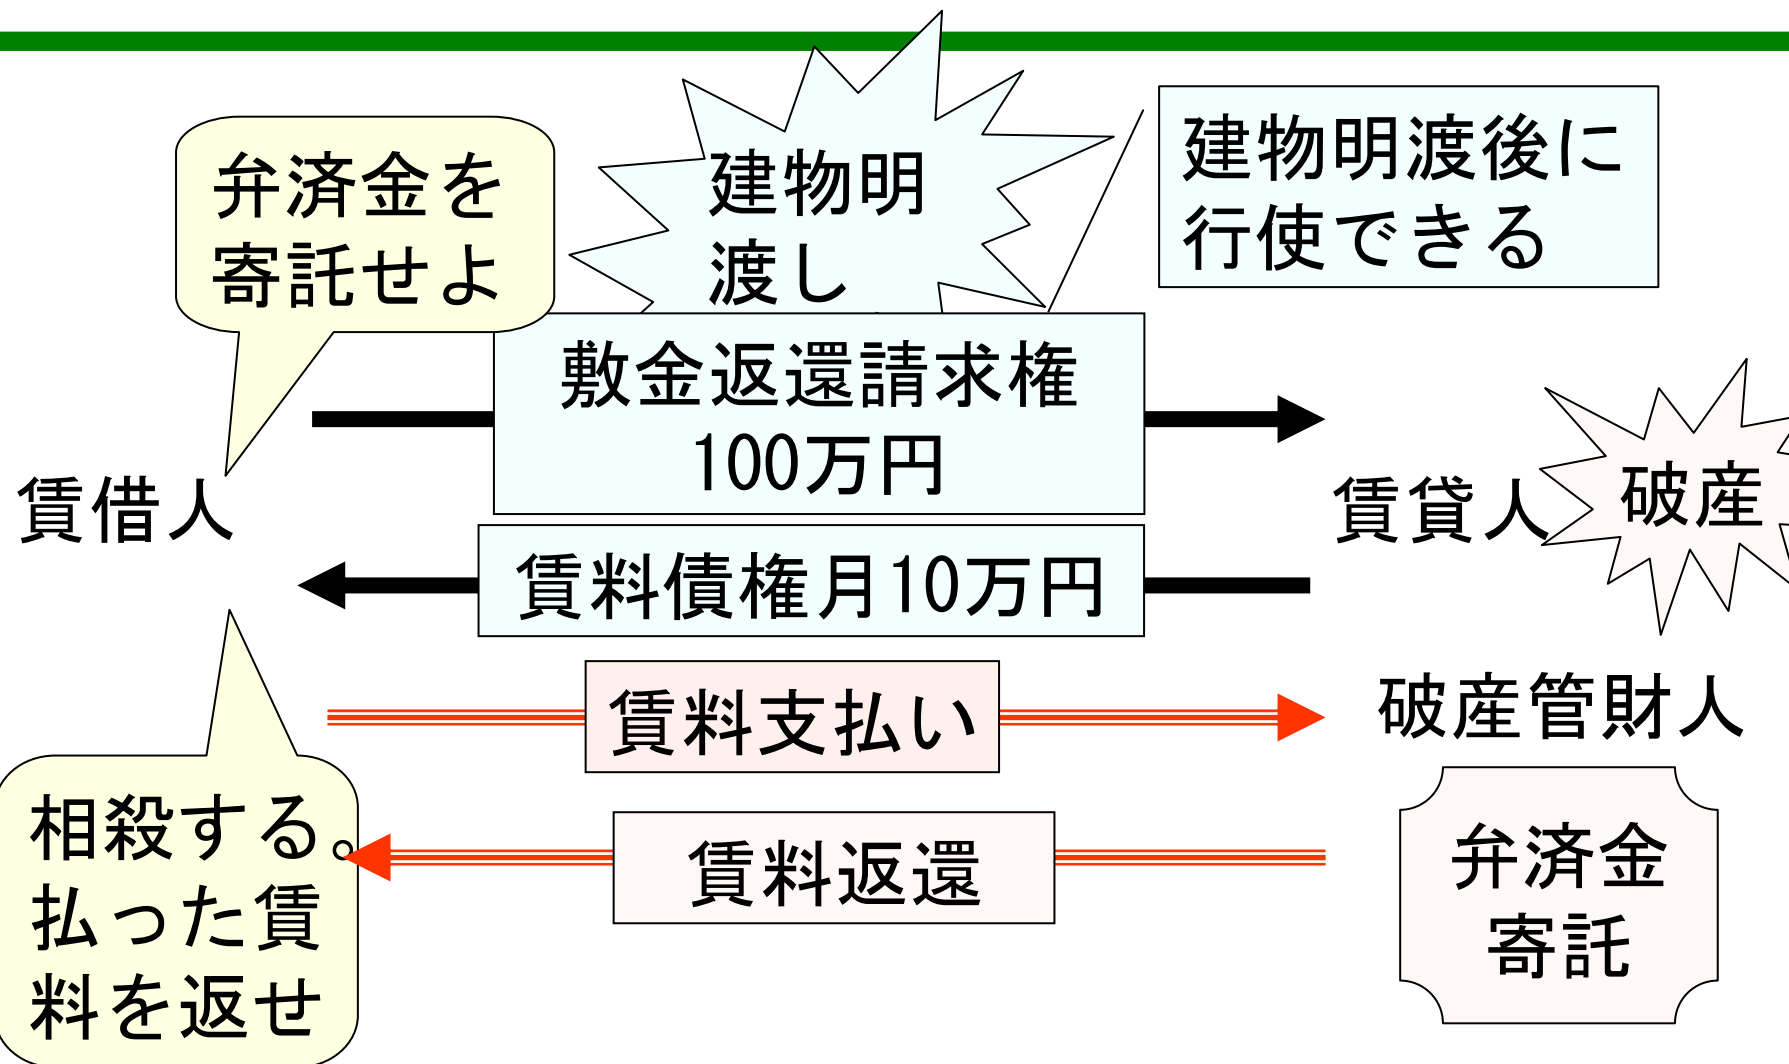 弁済金を
寄託せよ
建物明
渡し
建物明渡後に
行使できる
敷金返還請求権
100万円
賃借人
賃貸人
破産
賃料債権月10万円
賃料支払い
破産管財人
相殺する。
払った賃
料を返せ
賃料返還
弁済金
寄託